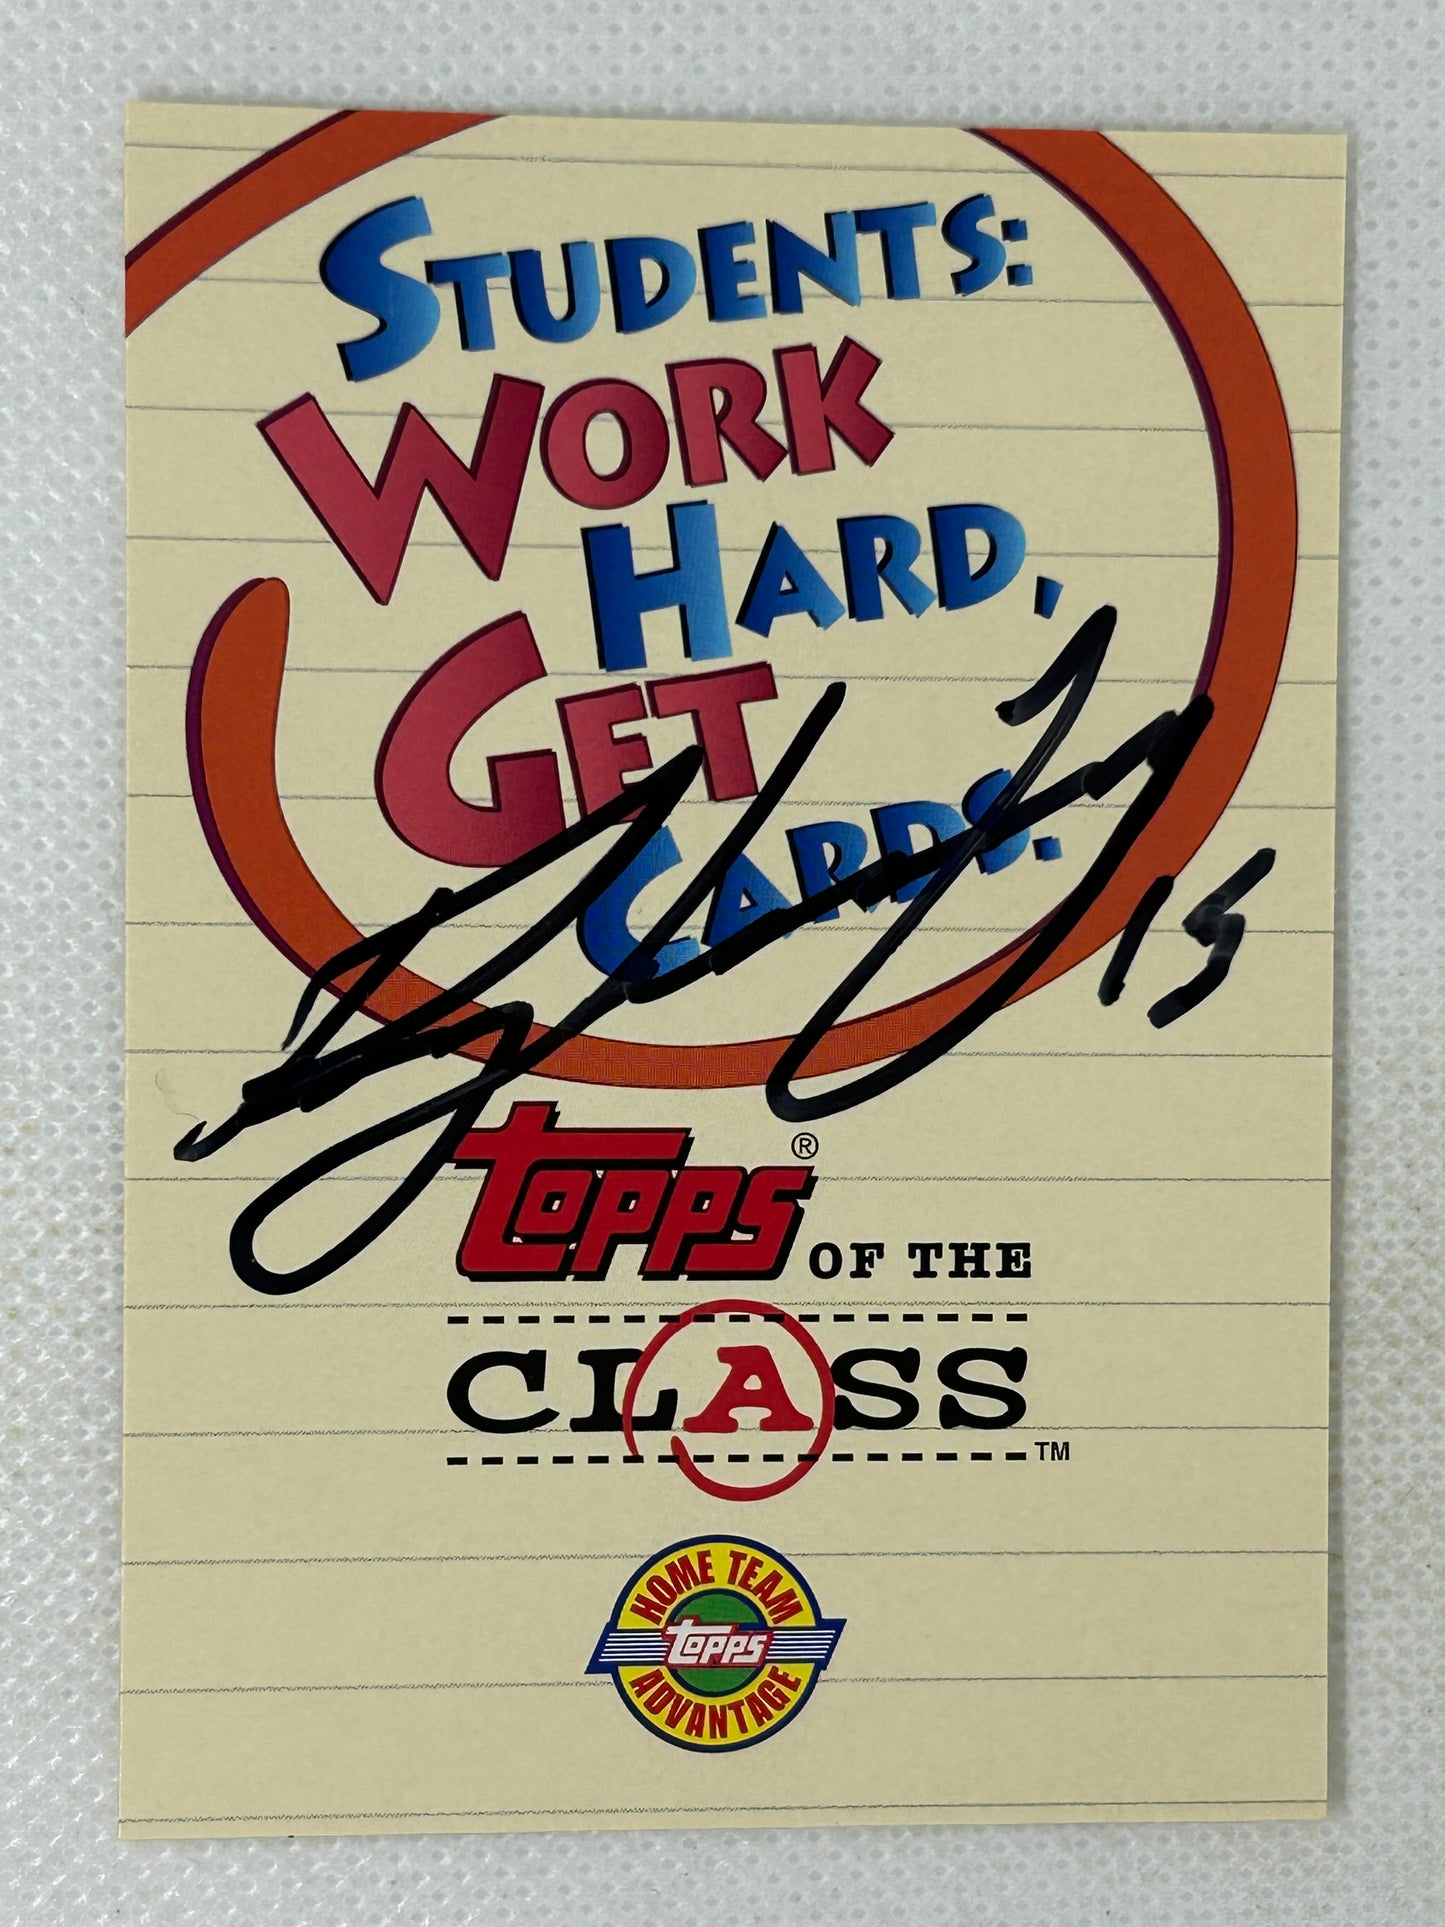 STUDENTS:
WORK
HARD,
GET
CARDS.
15
TOPPS® OF THE
CLASS™
HOME TEAM
TOPPS
ADVANTAGE